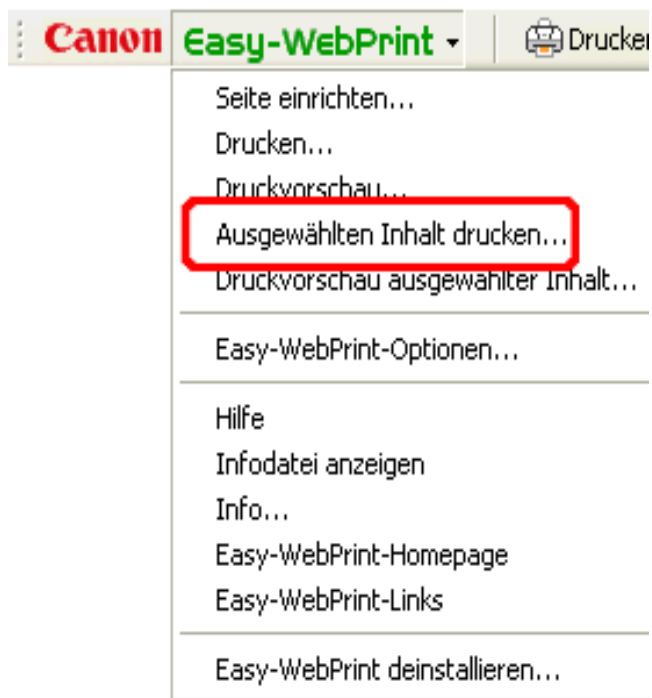 Canon Easy-WebPrint Drucken
Seite einrichten...
Drucken...
Druckvorschau...
Ausgewählten Inhalt drucken...
Druckvorschau ausgewählter Inhalt...
Easy-WebPrint-Optionen...
Hilfe
Infodatei anzeigen
Info...
Easy-WebPrint-Homepage
Easy-WebPrint-Links
Easy-WebPrint deinstallieren...